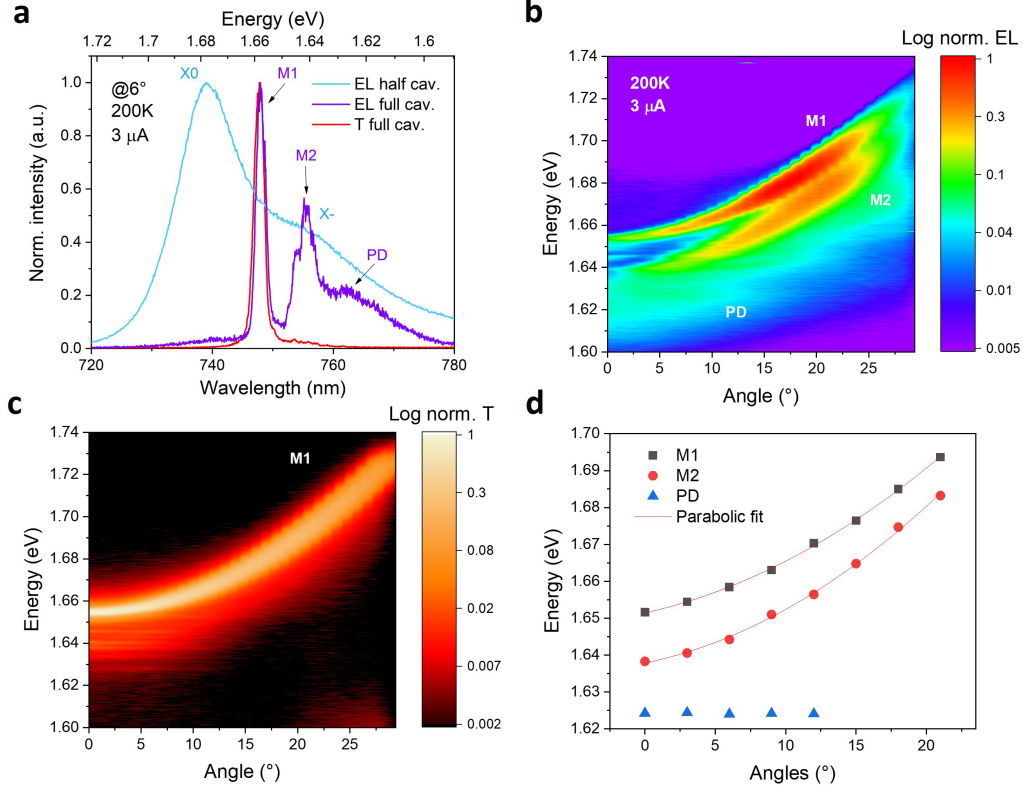 a
Energy (eV)
1.72 1.7 1.68 1.66 1.64 1.62 1.6
X0
M1
@6°
200K
3 μA
EL half cav.
EL full cav.
T full cav.
M2
X-
PD
Norm. intensity (a.u.)
1.0
0.8
0.6
0.4
0.2
0.0
720 740 760 780
Wavelength (nm)
b
Log norm. EL
200K
3 μA
M1
M2
PD
Energy (eV)
1.74
1.72
1.70
1.68
1.66
1.64
1.62
1.60
0 5 10 15 20 25
Angle (°)
1
0.3
0.1
0.04
0.01
0.005
c
Log norm. T
M1
Energy (eV)
1.74
1.72
1.70
1.68
1.66
1.64
1.62
1.60
0 5 10 15 20 25
Angle (°)
1
0.3
0.08
0.02
0.007
0.002
d
M1
M2
PD
Parabolic fit
Energy (eV)
1.70
1.69
1.68
1.67
1.66
1.65
1.64
1.63
1.62
0 5 10 15 20
Angles (°)